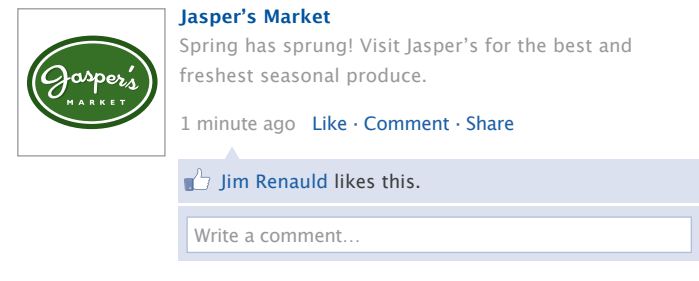 Jasper's
MARKET
Jasper’s Market
Spring has sprung! Visit Jasper’s for the best and
freshest seasonal produce.
1 minute ago Like · Comment · Share
Jim Renauld likes this.
Write a comment…